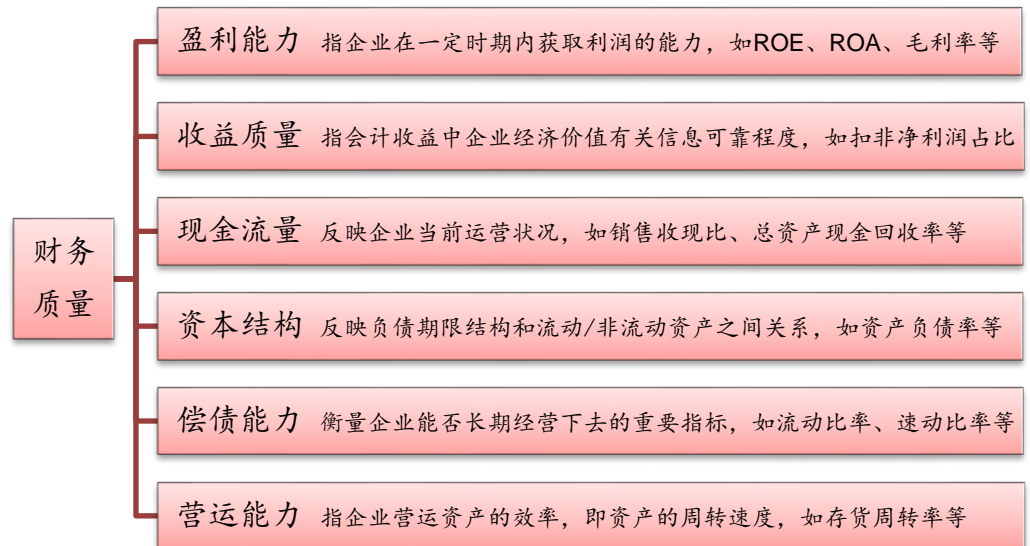 财务
质量
盈利能力 指企业在一定时期内获取利润的能力，如ROE、ROA、毛利率等
收益质量 指会计收益中企业经济价值有关信息可靠程度，如扣非净利润占比
现金流量 反映企业当前运营状况，如销售收现比、总资产现金回收率等
资本结构 反映负债期限结构和流动/非流动资产之间关系，如资产负债率等
偿债能力 衡量企业能否长期经营下去的重要指标，如流动比率、速动比率等
营运能力 指企业营运资产的效率，即资产的周转速度，如存货周转率等